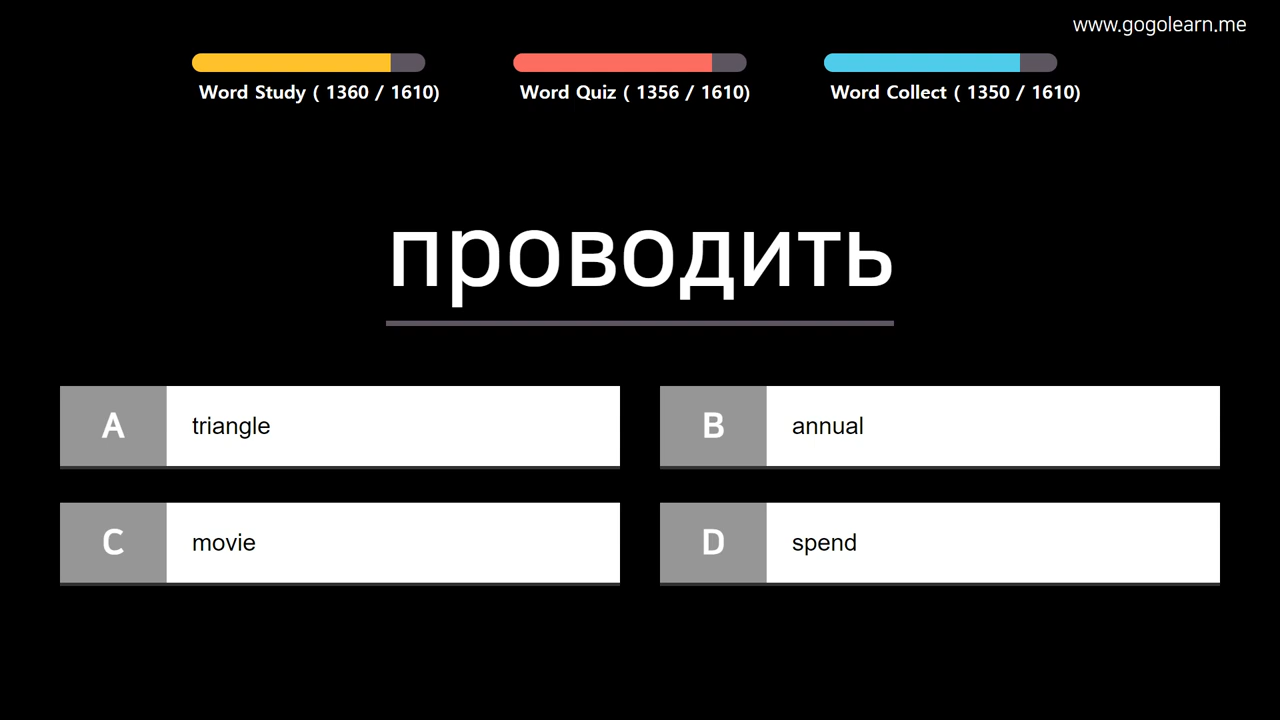 www.gogolearn.me
Word Study ( 1360 / 1610)
Word Quiz ( 1356 / 1610)
Word Collect ( 1350 / 1610)
проводить
A triangle
B annual
C movie
D spend